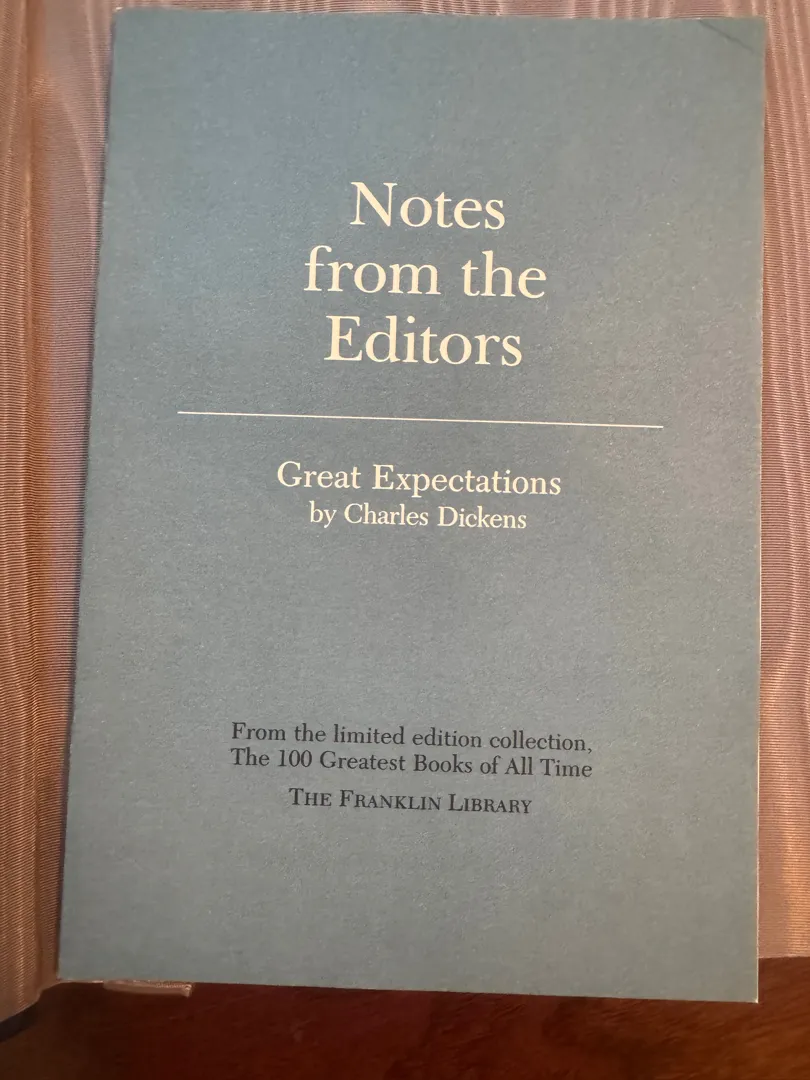 Notes
from the
Editors
Great Expectations
by Charles Dickens
From the limited edition collection,
The 100 Greatest Books of All Time
THE FRANKLIN LIBRARY